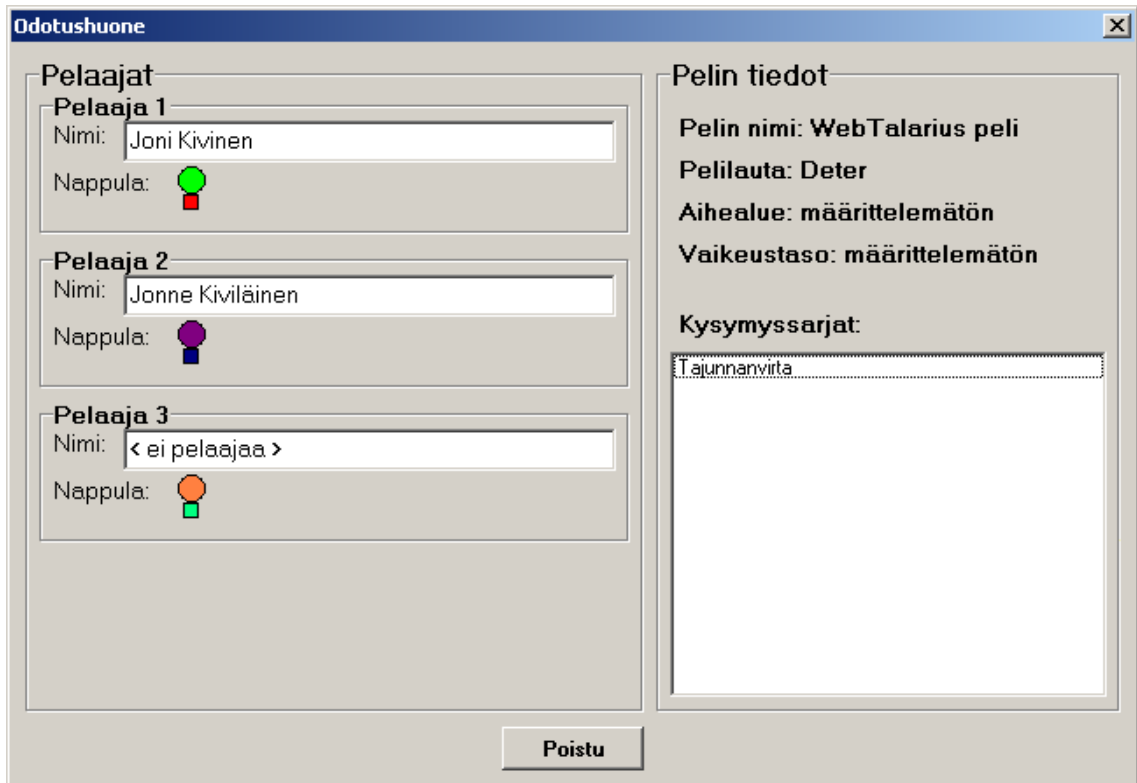 Odotushuone
Pelaajat
Pelaaja 1
Nimi: Joni Kivinen
Nappula:
Pelaaja 2
Nimi: Jonne Kiviläinen
Nappula:
Pelaaja 3
Nimi: < ei pelaajaa >
Nappula:
Pelin tiedot
Pelin nimi: WebTalarius peli
Pelilauta: Deter
Aihealue: määrittelemätön
Vaikeustaso: määrittelemätön
Kysymyssarjat:
Tajunnanvirta
Poistu